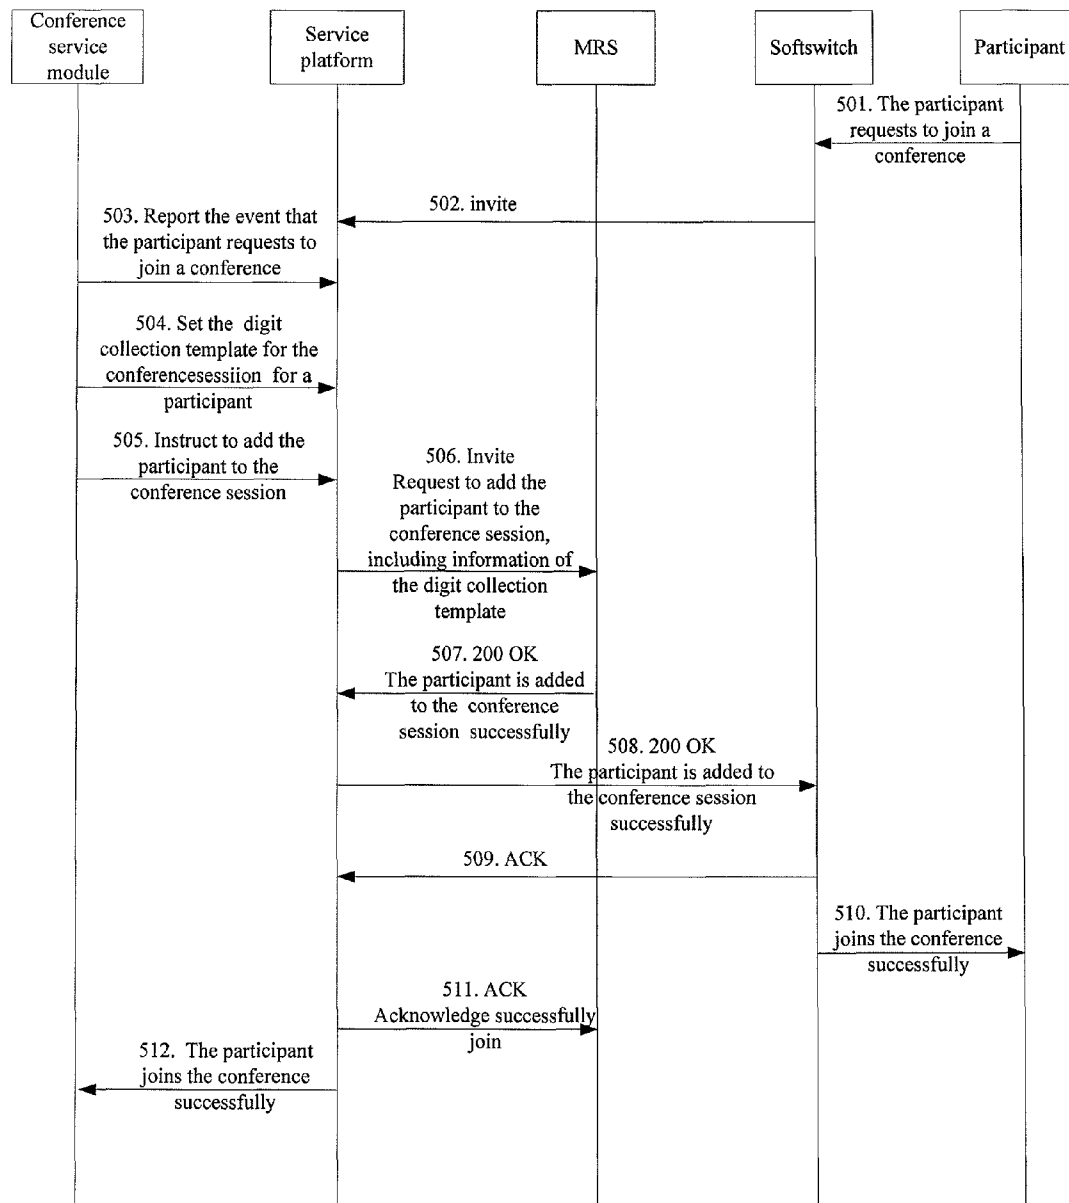 Conference
service
module
Service
platform
MRS
Softswitch
Participant
501. The participant
requests to join a
conference
502. invite
503. Report the event that
the participant requests to
join a conference
504. Set the digit
collection template for the
conferencesessiion for a
participant
505. Instruct to add the
participant to the
conference session
506. Invite
Request to add the
participant to the
conference session,
including information of
the digit collection
template
507. 200 OK
The participant is added
to the conference
session successfully
508. 200 OK
The participant is added to
the conference session
successfully
509. ACK
510. The participant
joins the conference
successfully
511. ACK
Acknowledge successfully
join
512. The participant
joins the conference
successfully